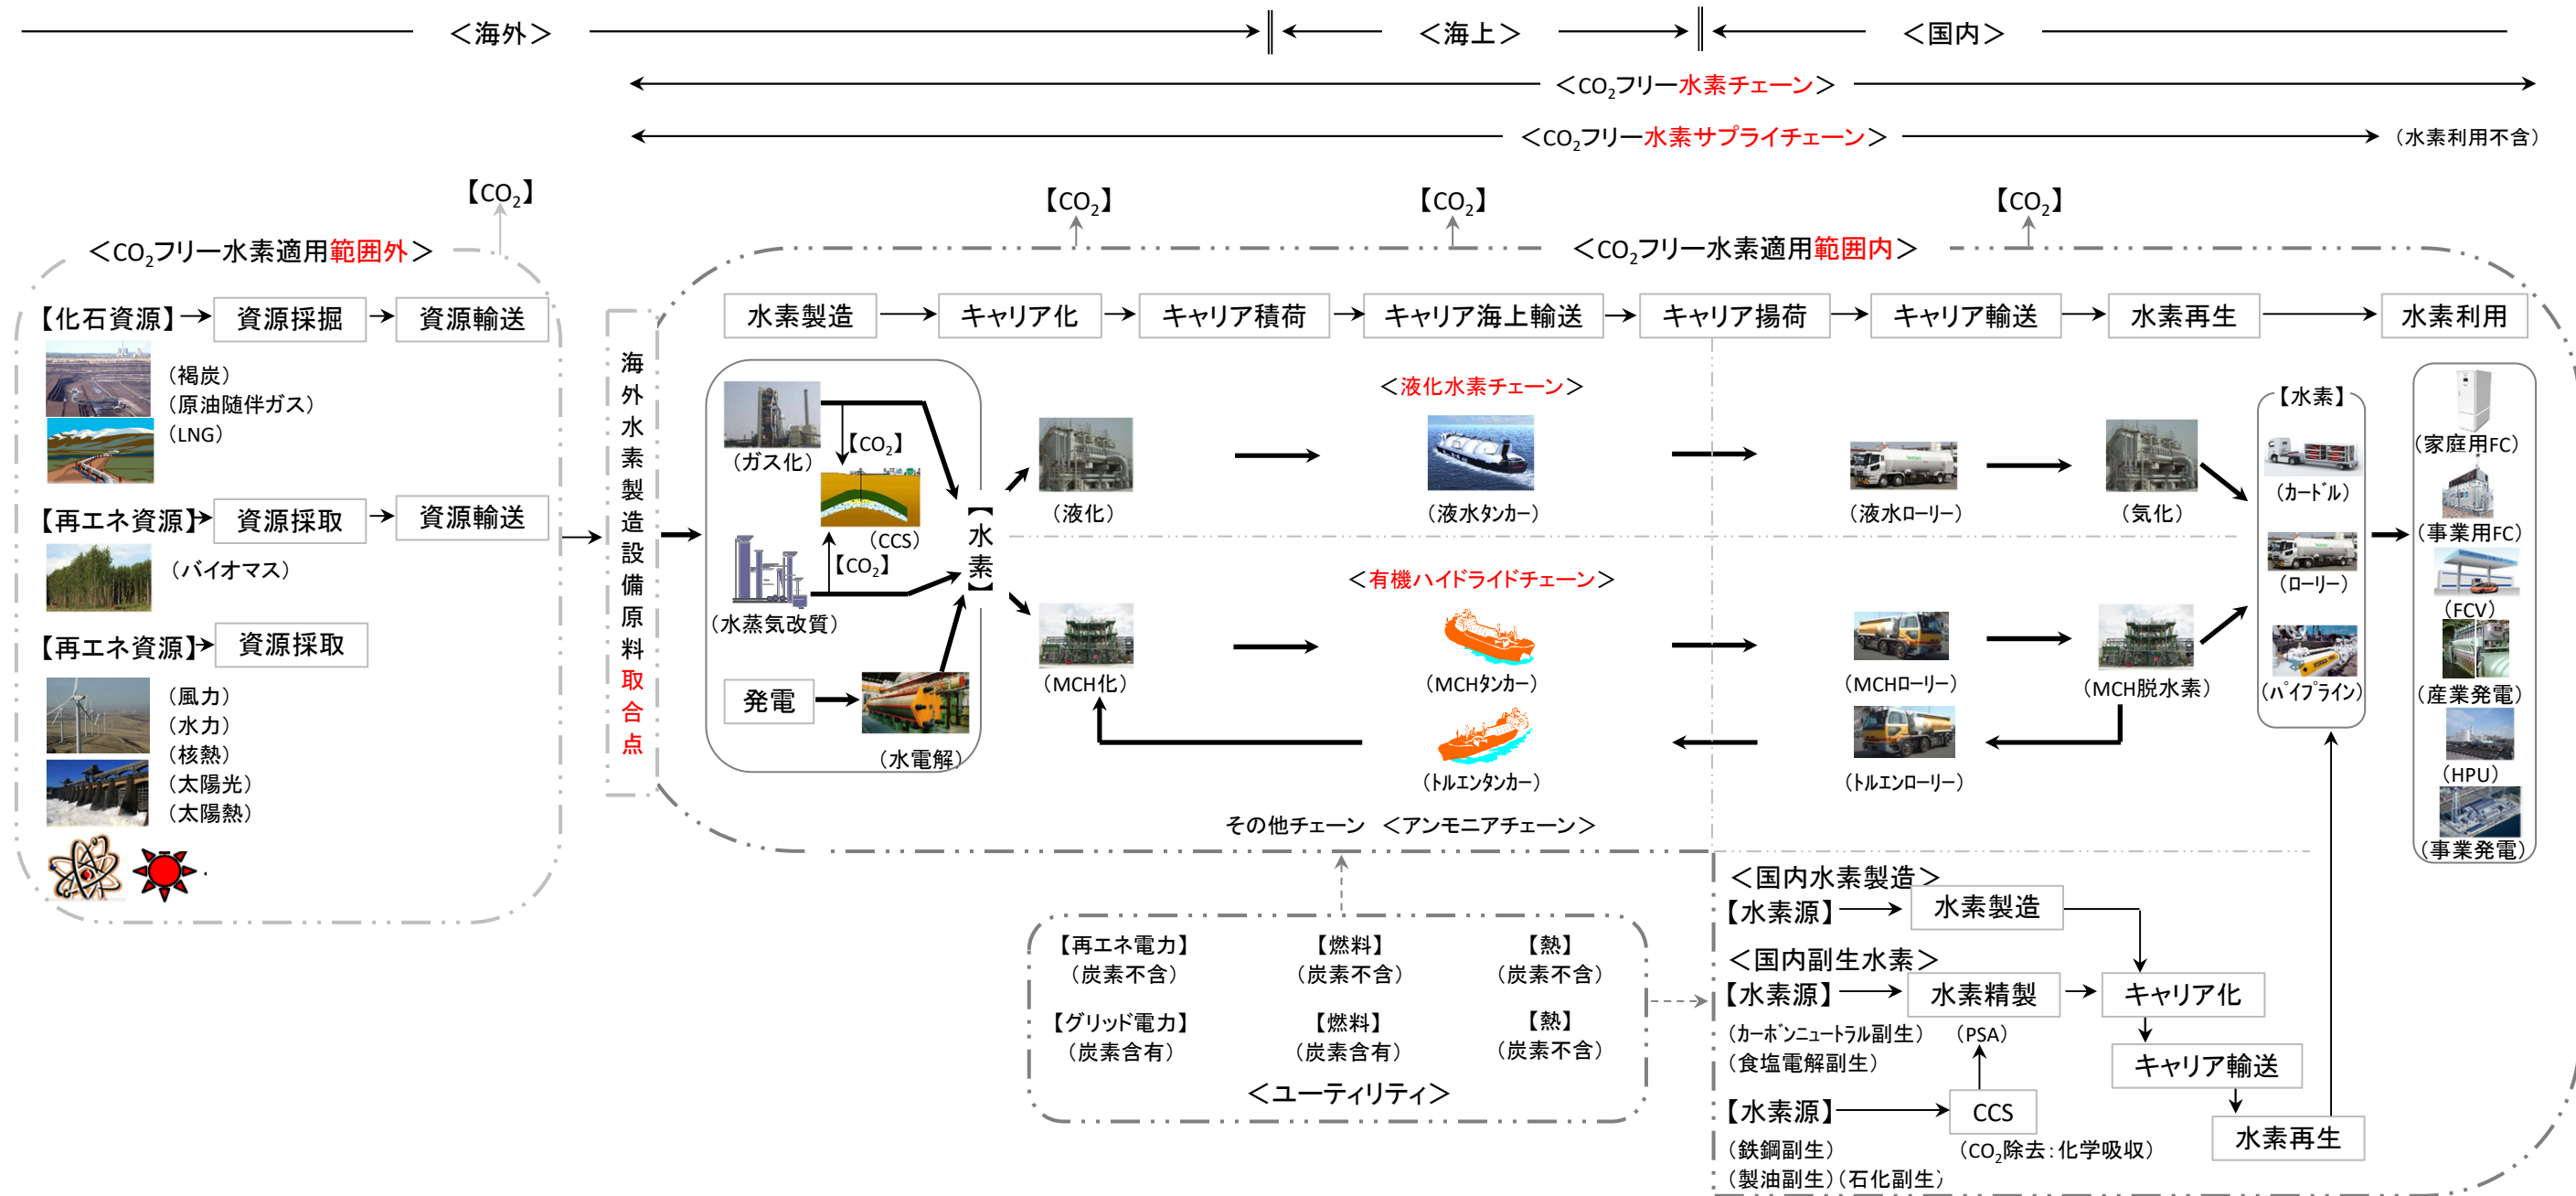 ＜海外＞
＜海上＞
＜国内＞
＜CO₂フリー水素チェーン＞
＜CO₂フリー水素サプライチェーン＞
（水素利用不含）
【CO₂】
【CO₂】
【CO₂】
【CO₂】
＜CO₂フリー水素適用範囲外＞
＜CO₂フリー水素適用範囲内＞
【化石資源】
資源採掘
資源輸送
（褐炭）
（原油随伴ガス）
（LNG）
【再エネ資源】
資源採取
資源輸送
（バイオマス）
【再エネ資源】
資源採取
（風力）
（水力）
（核熱）
（太陽光）
（太陽熱）
海外水素製造設備原料取合点
水素製造
キャリア化
キャリア積荷
キャリア海上輸送
キャリア揚荷
キャリア輸送
水素再生
水素利用
（ガス化）
【CO₂】
（CCS）
【CO₂】
（水蒸気改質）
発電
（水電解）
【水素】
＜液化水素チェーン＞
（液化）
（液水タンカー）
（液水ローリー）
（気化）
＜有機ハイドライドチェーン＞
（MCH化）
（MCHタンカー）
（MCHローリー）
（MCH脱水素）
（トルエンタンカー）
（トルエンローリー）
その他チェーン　＜アンモニアチェーン＞
【水素】
（カードル）
（ローリー）
（パイプライン）
（家庭用FC）
（事業用FC）
（FCV）
（産業発電）
（HPU）
（事業発電）
【再エネ電力】
（炭素不含）
【燃料】
（炭素不含）
【熱】
（炭素不含）
【グリッド電力】
（炭素含有）
【燃料】
（炭素含有）
【熱】
（炭素不含）
＜ユーティリティ＞
＜国内水素製造＞
【水素源】
水素製造
＜国内副生水素＞
【水素源】
水素精製
キャリア化
（カーボンニュートラル副生）
（PSA）
（食塩電解副生）
キャリア輸送
【水素源】
CCS
水素再生
（鉄鋼副生）
（CO₂除去：化学吸収）
（製油副生）（石化副生）